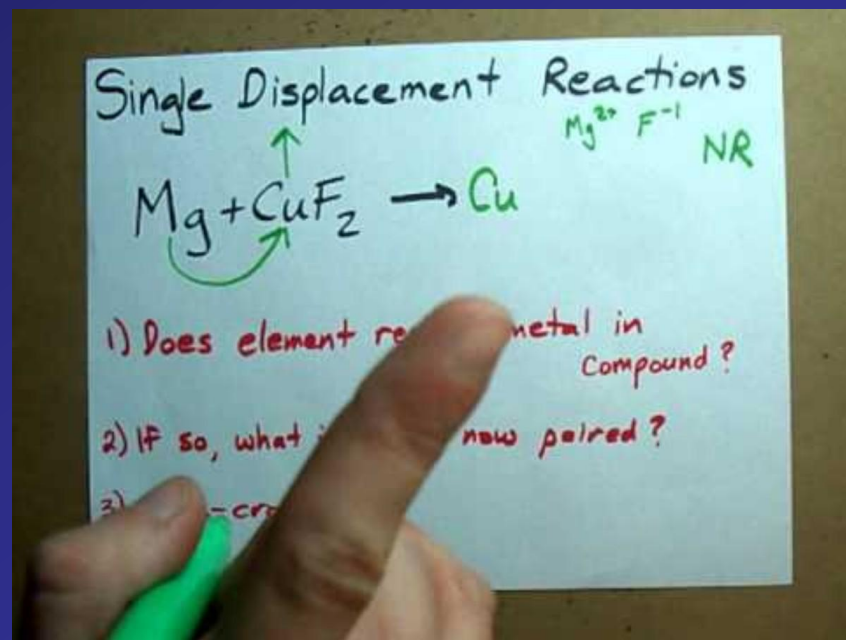 Single Displacement Reactions
Mg²⁺ F⁻¹
NR
Mg + CuF₂ → Cu
1) Does element metal in
Compound?
2) If so, what now paired?
3)